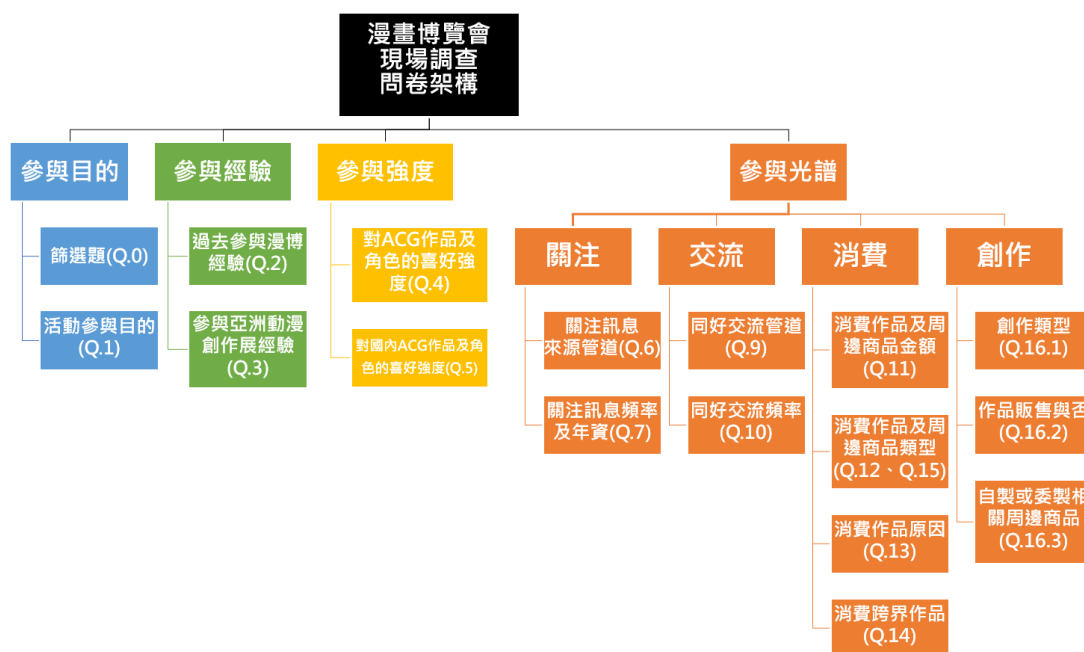 漫畫博覽會
現場調查
問卷架構
參與目的
參與經驗
參與強度
參與光譜
篩選題(Q.0)
活動參與目的
(Q.1)
過去參與漫博
經驗(Q.2)
參與亞洲動漫
創作展經驗
(Q.3)
對ACG作品及
角色的喜好強
度(Q.4)
對國內ACG作品及角
色的喜好強度(Q.5)
關注
交流
消費
創作
關注訊息
來源管道(Q.6)
關注訊息頻率
及年資(Q.7)
同好交流管道
(Q.9)
同好交流頻率
(Q.10)
消費作品及周
邊商品金額
(Q.11)
消費作品及周
邊商品類型
(Q.12、Q.15)
消費作品原因
(Q.13)
消費跨界作品
(Q.14)
創作類型
(Q.16.1)
作品販售與否
(Q.16.2)
自製或委製相
關周邊商品
(Q.16.3)